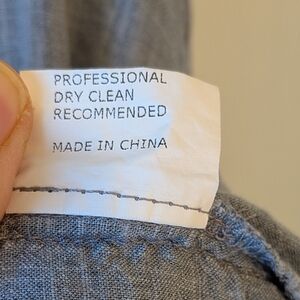 PROFESSIONAL
DRY CLEAN
RECOMMENDED
MADE IN CHINA